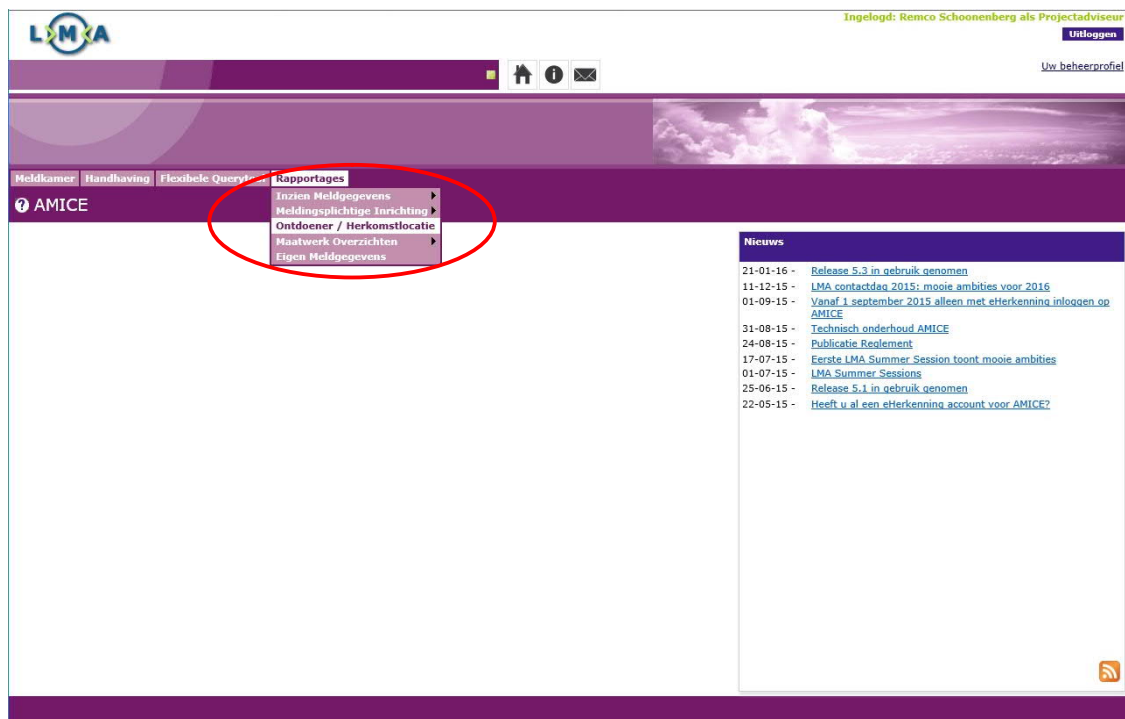 LMA
Ingelogd: Remco Schoonenberg als Projectadviseur
Uitloggen
Uw beheerprofiel
Meldkamer Handhaving Flexibele Rapportages
AMICE
Inzien Meldgegevens
Meldingsplichtige Inrichting
Ontdoener / Herkomstlocatie
Maatwerk Overzichten
Eigen Meldgegevens
Nieuws
21-01-16 - Release 5.3 in gebruik genomen
11-12-15 - LMA contactdag 2015: mooie ambities voor 2016
01-09-15 - Vanaf 1 september 2015 alleen met eHerkenning inloggen op
AMICE
31-08-15 - Technisch onderhoud AMICE
24-08-15 - Publicatie Reglement
17-07-15 - Eerste LMA Summer Session toont mooie ambities
01-07-15 - LMA Summer Sessions
25-06-15 - Release 5.1 in gebruik genomen
22-05-15 - Heeft u al een eHerkenning account voor AMICE?